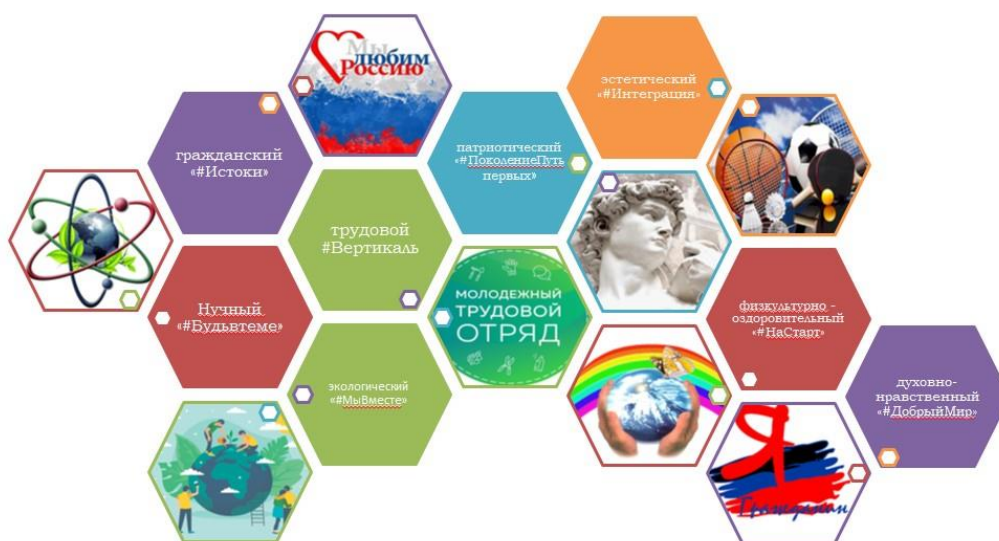 Мы
любим
Россию
эстетический
«#Интеграция»
гражданский
«#Истоки»
патриотический
«#ПоколениеПуть
первых»
трудовой
#Вертикаль
Нучный
«#Будьвтеме»
МОЛОДЕЖНЫЙ
ТРУДОВОЙ
ОТРЯД
физкультурно -
оздоровительный
«#НаСтарт»
экологический
«#МыВместе»
духовно-
нравственный
«#ДобрыйМир»
Я
Гражданин